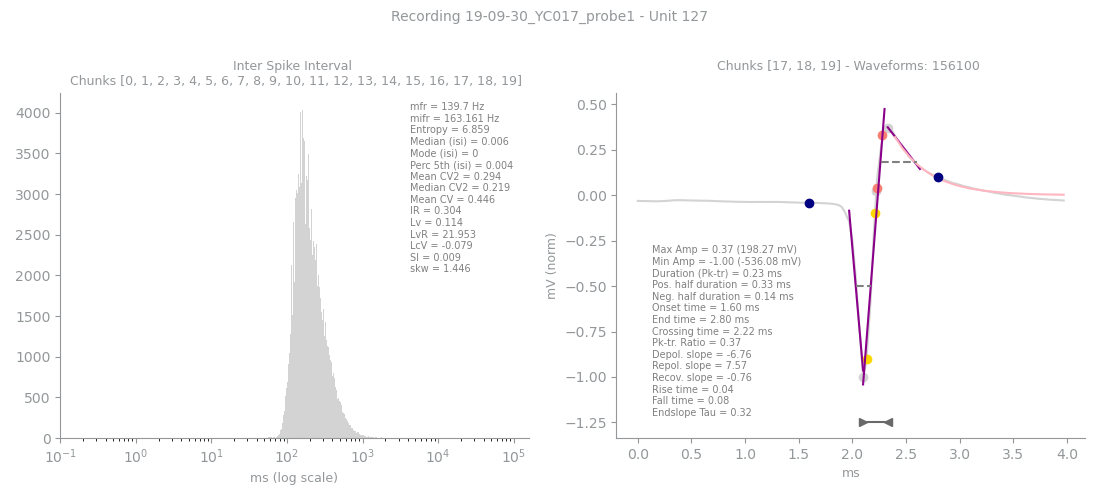 Recording 19-09-30_YC017_probe1 - Unit 127
Inter Spike Interval
Chunks [0, 1, 2, 3, 4, 5, 6, 7, 8, 9, 10, 11, 12, 13, 14, 15, 16, 17, 18, 19]
4000
3500
3000
2500
2000
1500
1000
500
0
mfr = 139.7 Hz
mifr = 163.161 Hz
Entropy = 6.859
Median (isi) = 0.006
Mode (isi) = 0
Perc 5th (isi) = 0.004
Mean CV2 = 0.294
Median CV2 = 0.219
Mean CV = 0.446
IR = 0.304
Lv = 0.114
LvR = 21.953
LcV = -0.079
SI = 0.009
skw = 1.446
10⁻¹ 10⁰ 10¹ 10² 10³ 10⁴ 10⁵
ms (log scale)
Chunks [17, 18, 19] - Waveforms: 156100
mV (norm)
0.50
0.25
0.00
−0.25
−0.50
−0.75
−1.00
−1.25
Max Amp = 0.37 (198.27 mV)
Min Amp = -1.00 (-536.08 mV)
Duration (Pk-tr) = 0.23 ms
Pos. half duration = 0.33 ms
Neg. half duration = 0.14 ms
Onset time = 1.60 ms
End time = 2.80 ms
Crossing time = 2.22 ms
Pk-tr. Ratio = 0.37
Depol. slope = -6.76
Repol. slope = 7.57
Recov. slope = -0.76
Rise time = 0.04
Fall time = 0.08
Endslope Tau = 0.32
0.0 0.5 1.0 1.5 2.0 2.5 3.0 3.5 4.0
ms